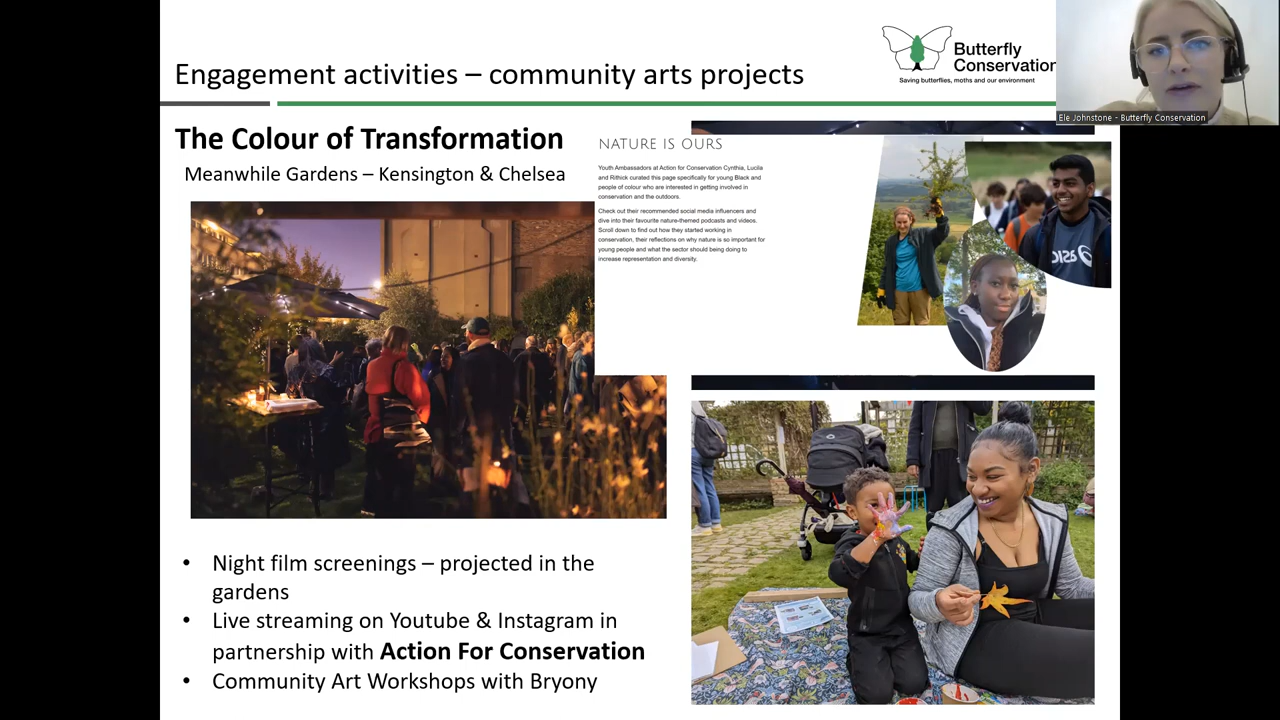 Engagement activities – community arts projects
Butterfly
Conservation
Saving butterflies, moths and our environment
Ele Johnstone - Butterfly Conservation
The Colour of Transformation
Meanwhile Gardens – Kensington & Chelsea
NATURE IS OURS
Youth Ambassadors at Action for Conservation Cynthia, Lucila
and Rithick curated this page specifically for young Black and
people of colour who are interested in getting involved in
conservation and the outdoors.
Check out their recommended social media influencers and
dive into their favourite nature-themed podcasts and videos.
Scroll down to find out how they started working in
conservation, their reflections on why nature is so important for
young people and what the sector should being doing to
increase representation and diversity.
asics
• Night film screenings – projected in the
gardens
• Live streaming on Youtube & Instagram in
partnership with Action For Conservation
• Community Art Workshops with Bryony